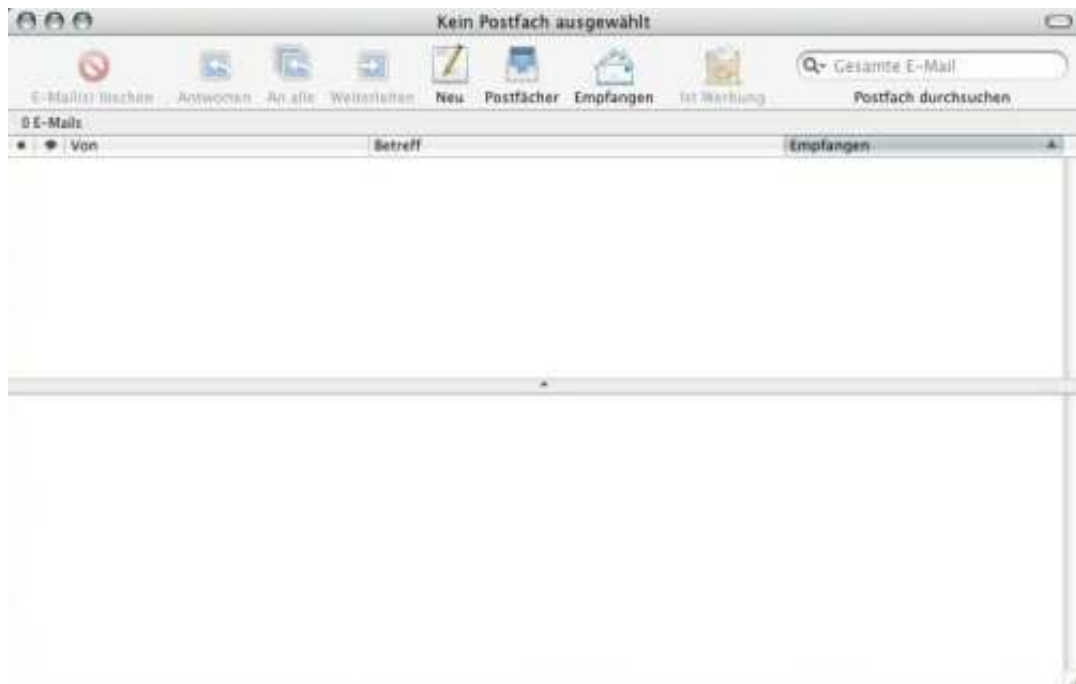 Kein Postfach ausgewählt
Gesamte E-Mail
E-Mail(s) löschen Antworten An alle Weiterleiten Neu Postfächer Empfangen Ist Werbung Postfach durchsuchen
0 E-Mails
Von Betreff Empfangen